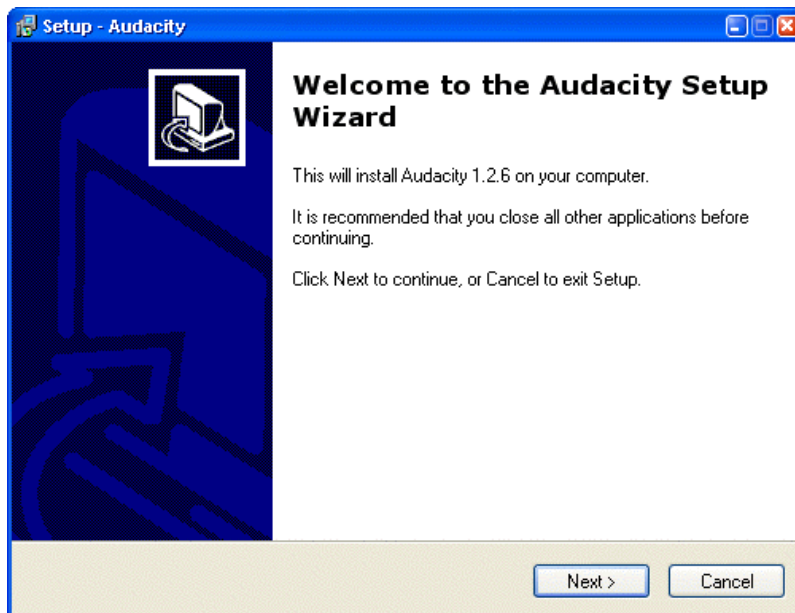 Setup - Audacity
Welcome to the Audacity Setup
Wizard
This will install Audacity 1.2.6 on your computer.
It is recommended that you close all other applications before
continuing.
Click Next to continue, or Cancel to exit Setup.
Next >
Cancel